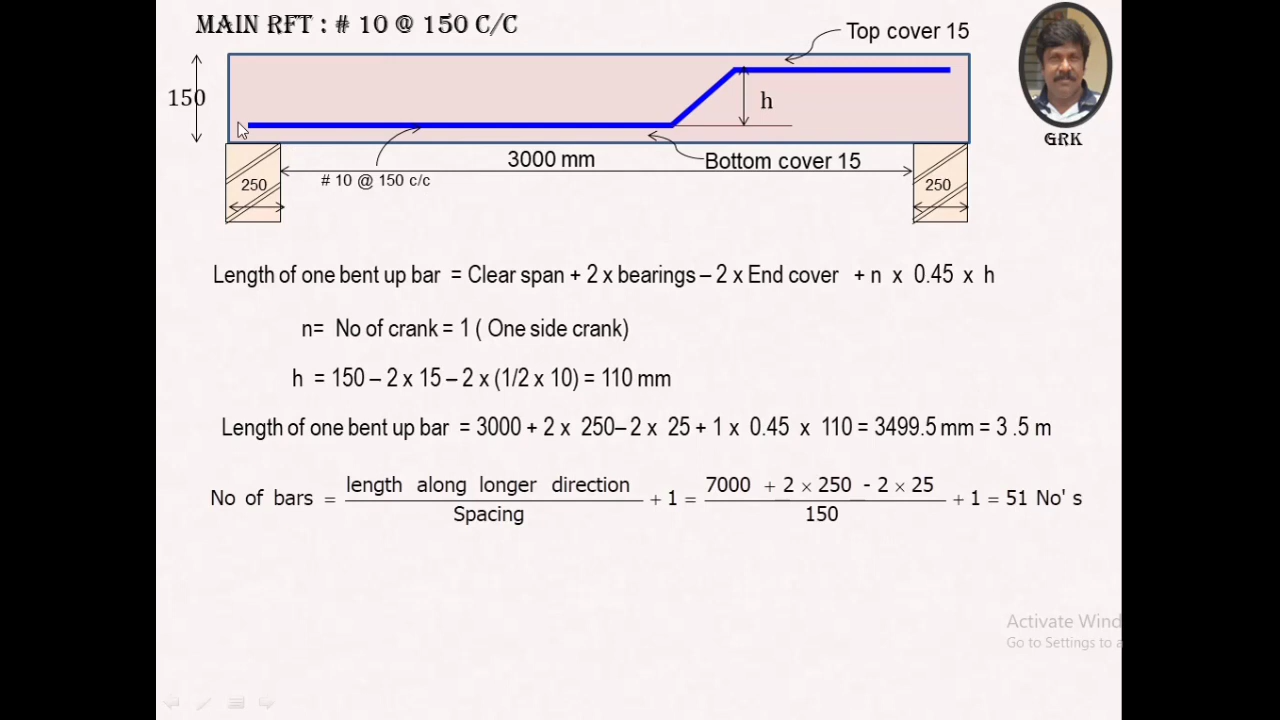 MAIN RFT : # 10 @ 150 C/C
Top cover 15
150
h
3000 mm
Bottom cover 15
# 10 @ 150 c/c
250
250
GRK
Length of one bent up bar = Clear span + 2 x bearings – 2 x End cover + n x 0.45 x h
n= No of crank = 1 ( One side crank)
h = 150 – 2 x 15 – 2 x (1/2 x 10) = 110 mm
Length of one bent up bar = 3000 + 2 x 250– 2 x 25 + 1 x 0.45 x 110 = 3499.5 mm = 3 .5 m
No of bars = length along longer direction / Spacing + 1 = 7000 + 2 × 250 - 2 × 25 / 150 + 1 = 51 No' s
Activate Wind
Go to Settings to a